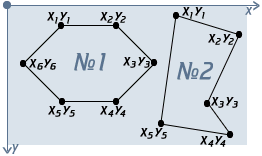 x
X₁y₁ X₂y₂
X₆y₆ №1 X₃y₃
X₅y₅ X₄y₄
X₁y₁
X₂y₂
№2
X₃y₃
X₅y₅ X₄y₄
y